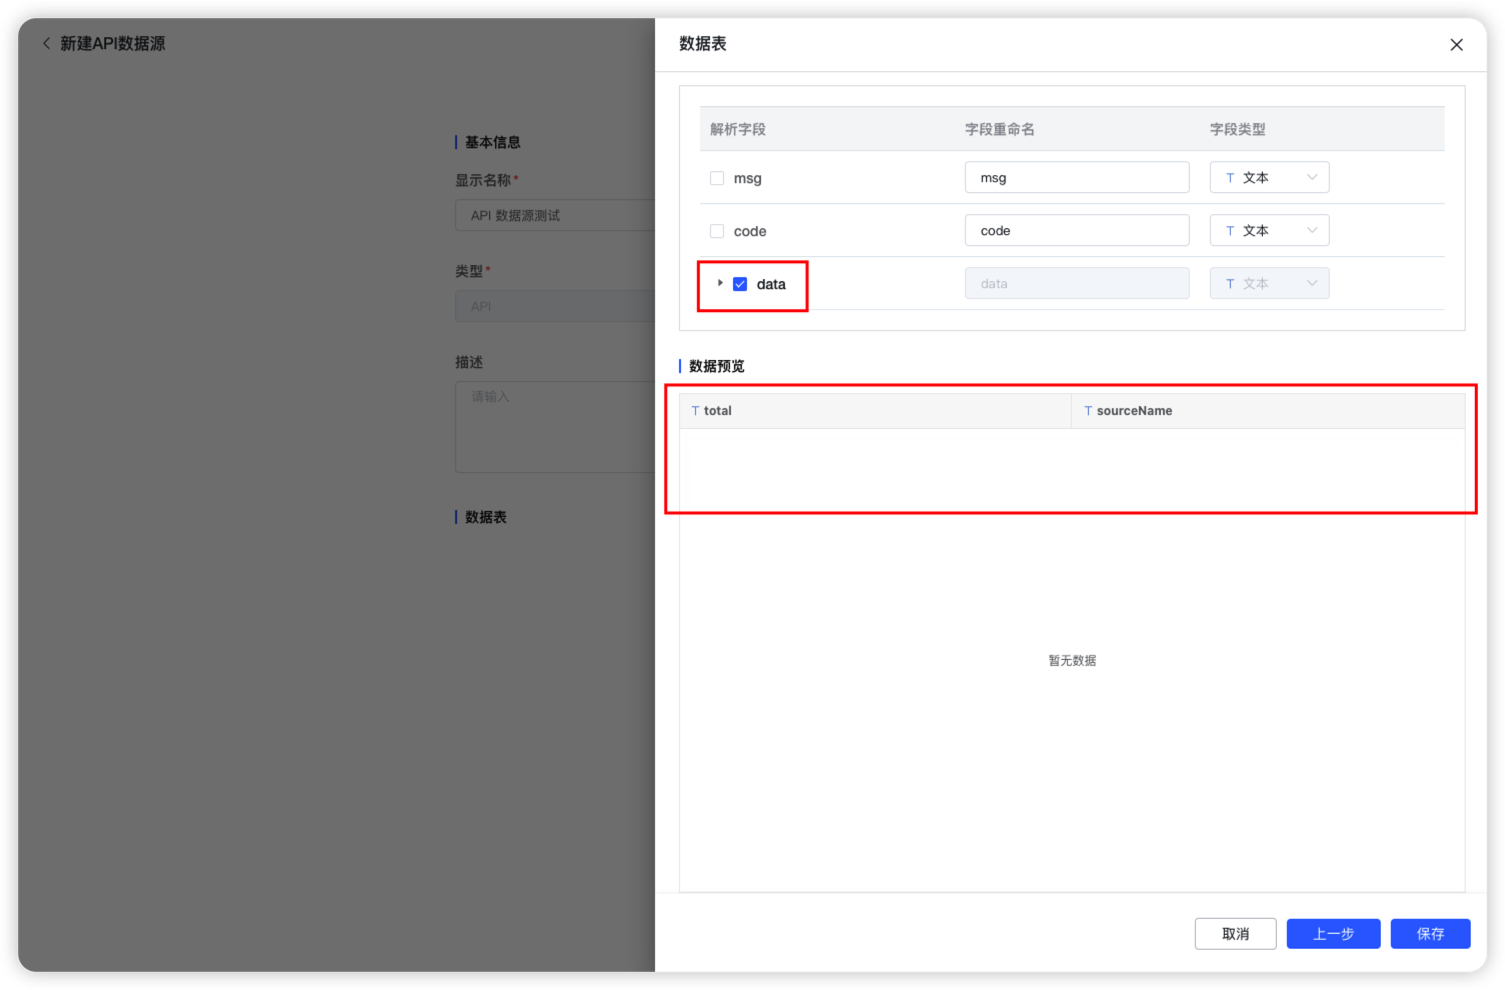 新建API数据源
基本信息
显示名称*
API 数据源测试
类型*
API
描述
请输入
数据表
数据表
解析字段 字段重命名 字段类型
msg msg T 文本
code code T 文本
data data T 文本
数据预览
T total T sourceName
暂无数据
取消 上一步 保存